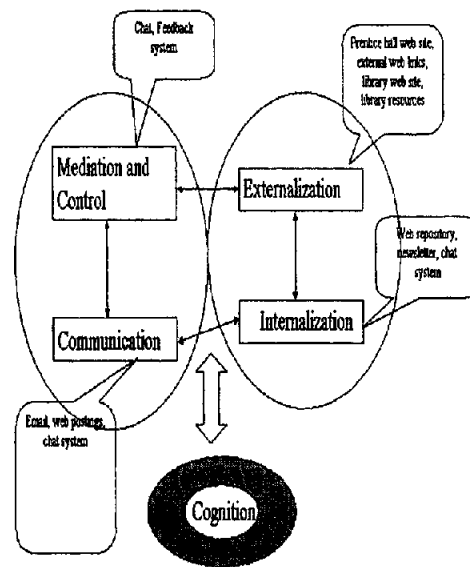 Chat, Feedback
system
Prentice hall web site,
external web links,
library web site,
library resources
Mediation and
Control
Externalization
Web repository,
newsletter, chat
system
Communication
Internalization
Email, web postings,
chat system
Cognition